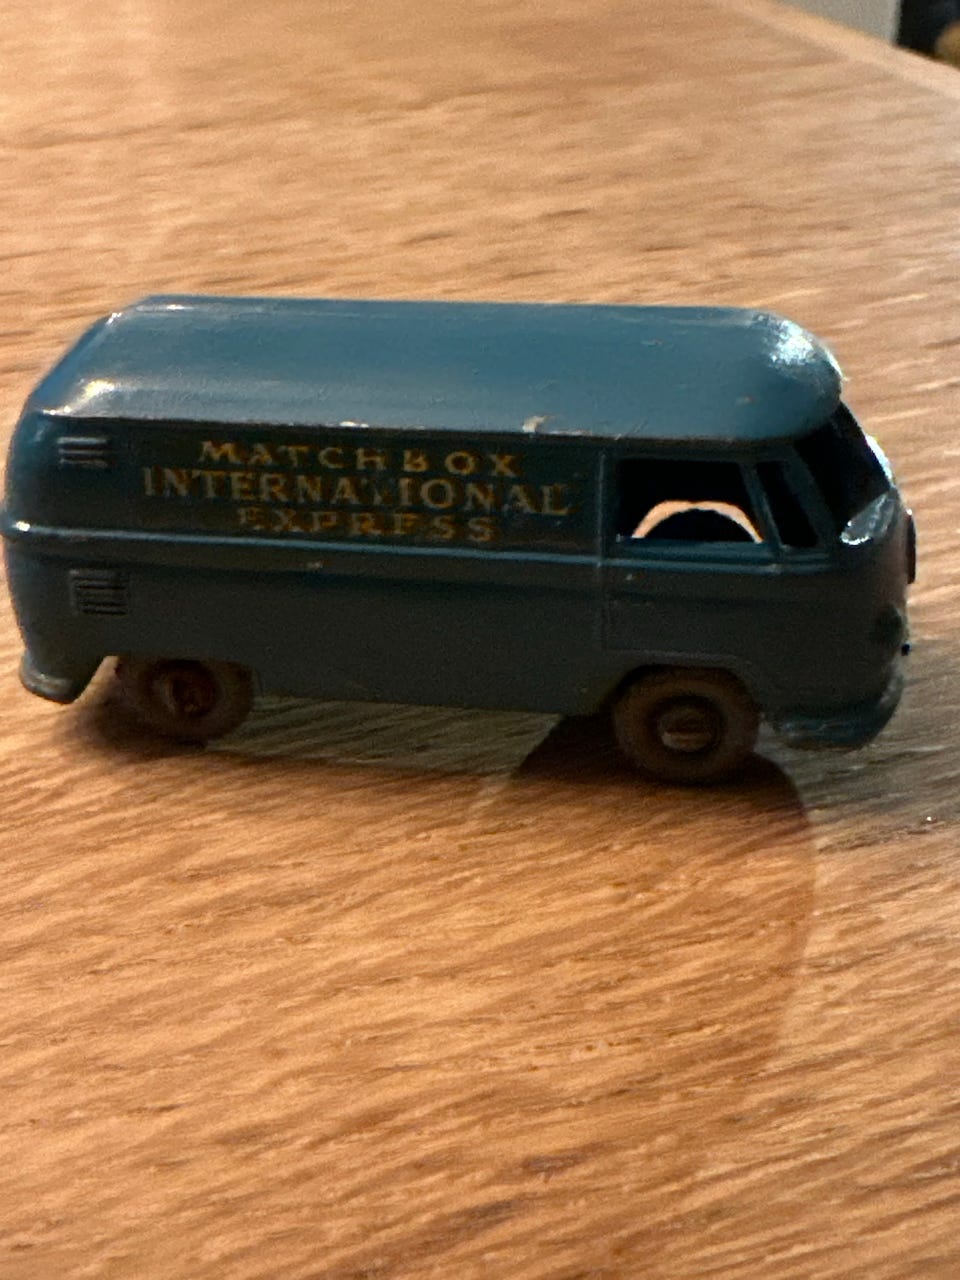 MATCHBOX
INTERNATIONAL
EXPRESS